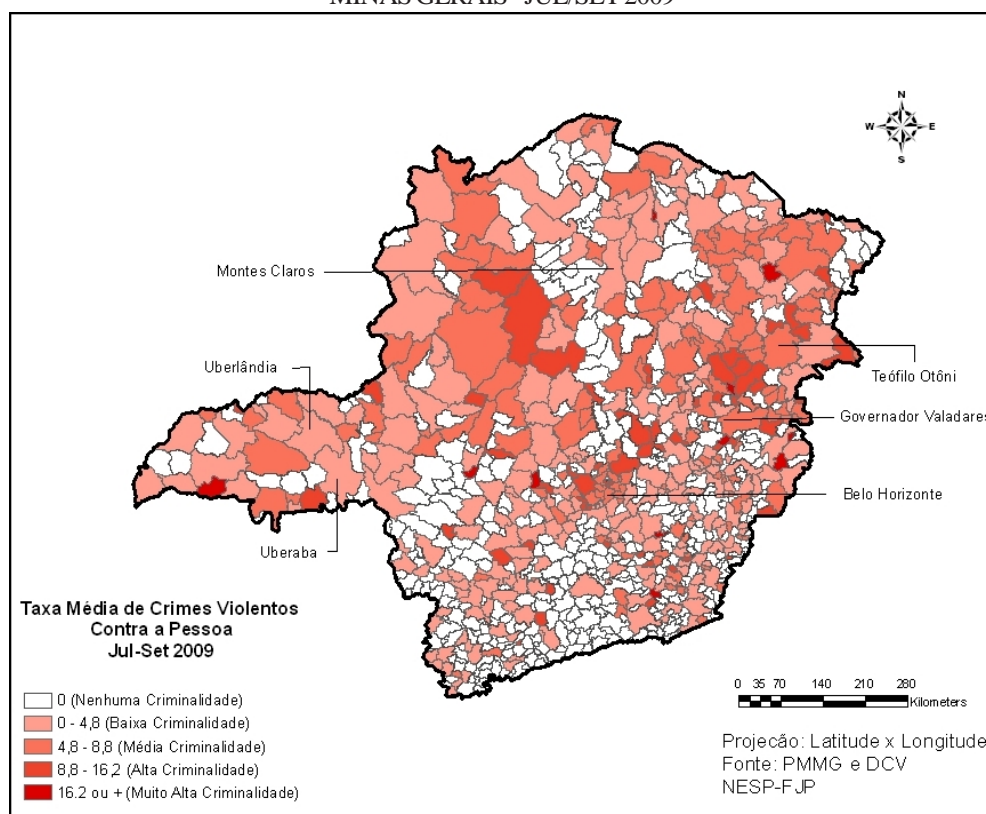 MINAS GERAIS - JUL/SET 2009
N
W E
S
Montes Claros
Uberlândia
Teófilo Otôni
Governador Valadares
Belo Horizonte
Uberaba
Taxa Média de Crimes Violentos
Contra a Pessoa
Jul-Set 2009
0 (Nenhuma Criminalidade)
0 - 4,8 (Baixa Criminalidade)
4,8 - 8,8 (Média Criminalidade)
8,8 - 16,2 (Alta Criminalidade)
16.2 ou + (Muito Alta Criminalidade)
0 35 70 140 210 280
Kilometers
Projecão: Latitude x Longitude
Fonte: PMMG e DCV
NESP-FJP